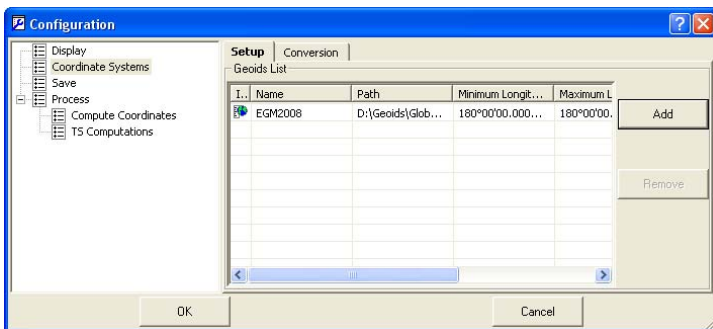 Configuration
Display
Coordinate Systems
Save
Process
Compute Coordinates
TS Computations
Setup Conversion
Geoids List
I.. Name Path Minimum Longit... Maximum L
EGM2008 D:\Geoids\Glob... 180°00'00.000... 180°00'00.
Add
Remove
OK Cancel